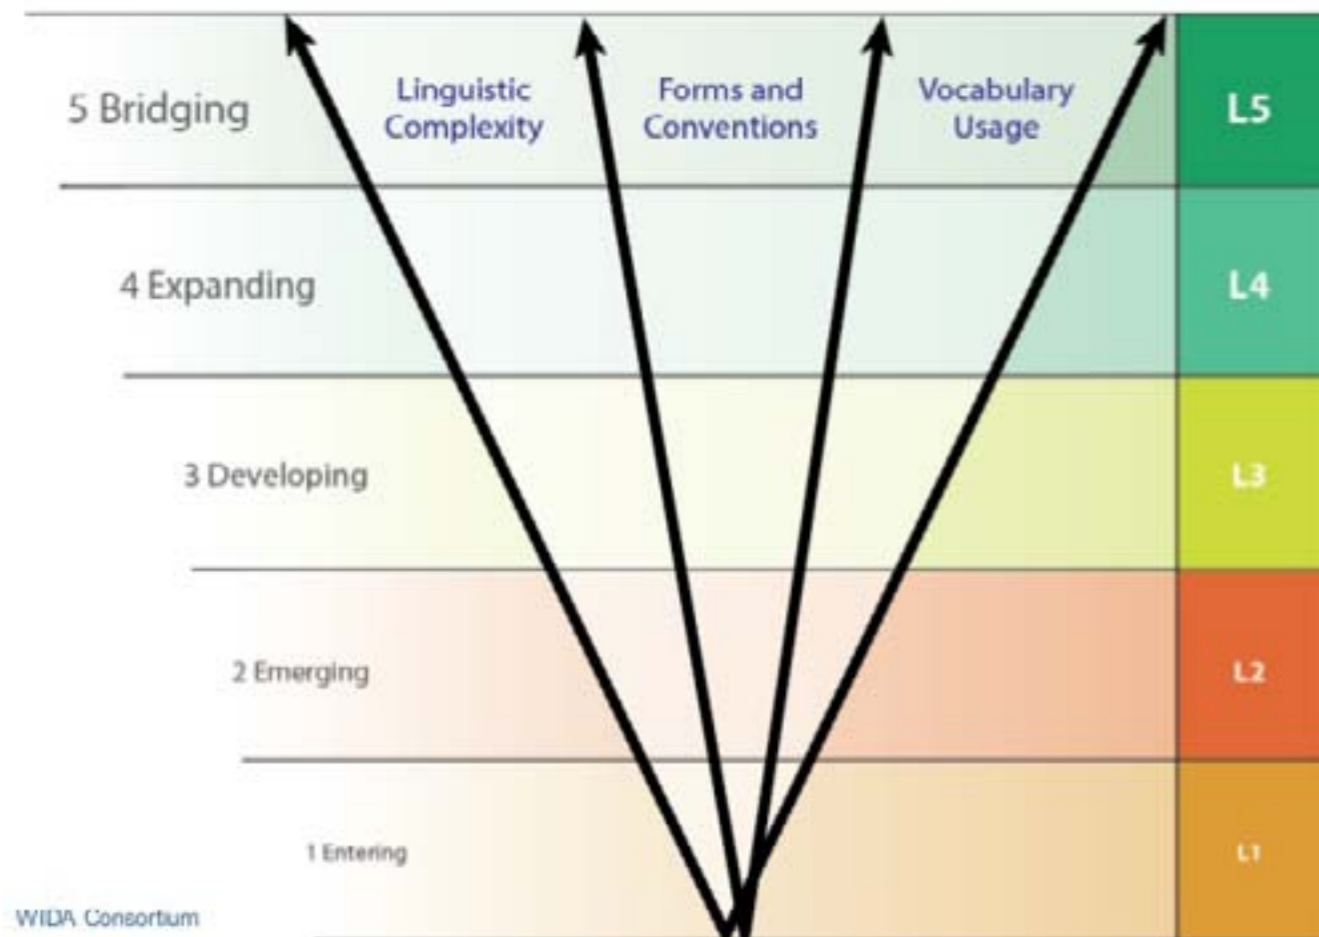 5 Bridging
Linguistic
Complexity
Forms and
Conventions
Vocabulary
Usage
L5
4 Expanding
L4
3 Developing
L3
2 Emerging
L2
1 Entering
L1
WIDA Consortium